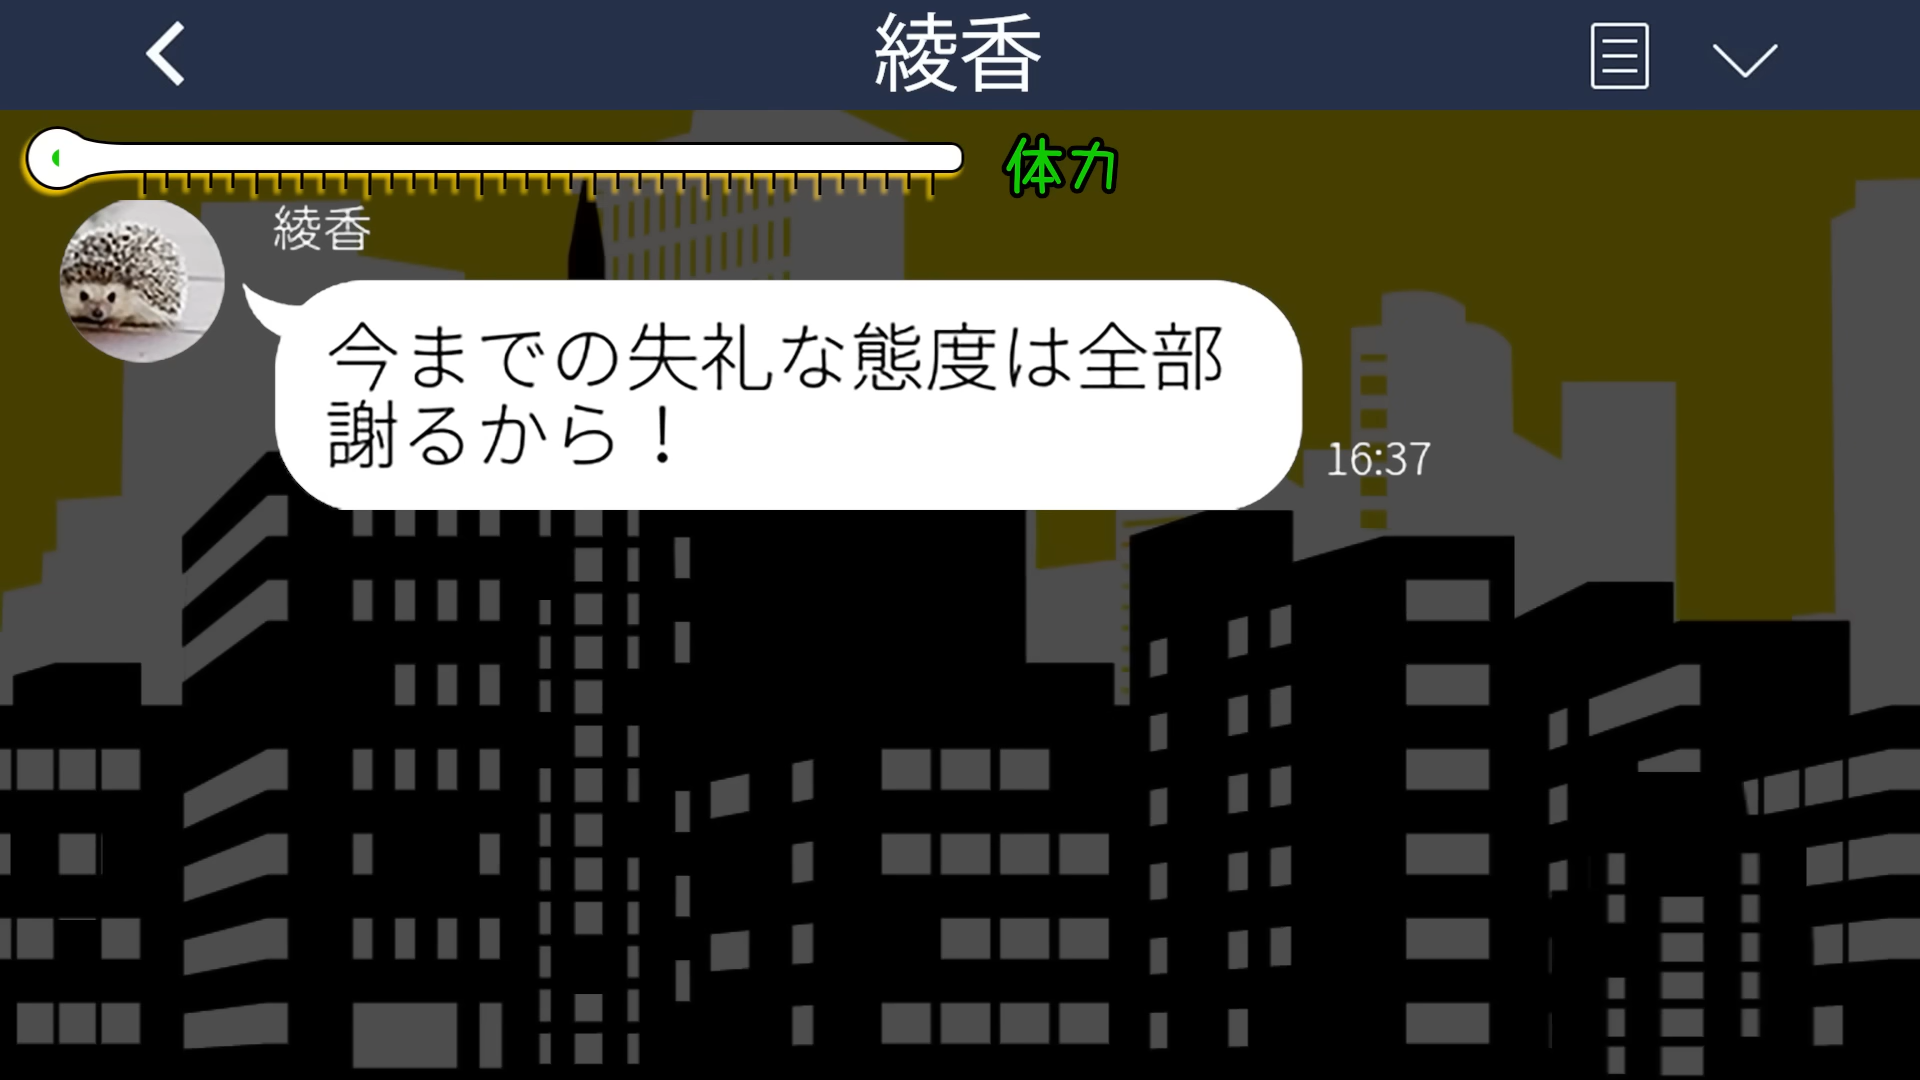 綾香
体力
綾香
今までの失礼な態度は全部
謝るから！
16:37